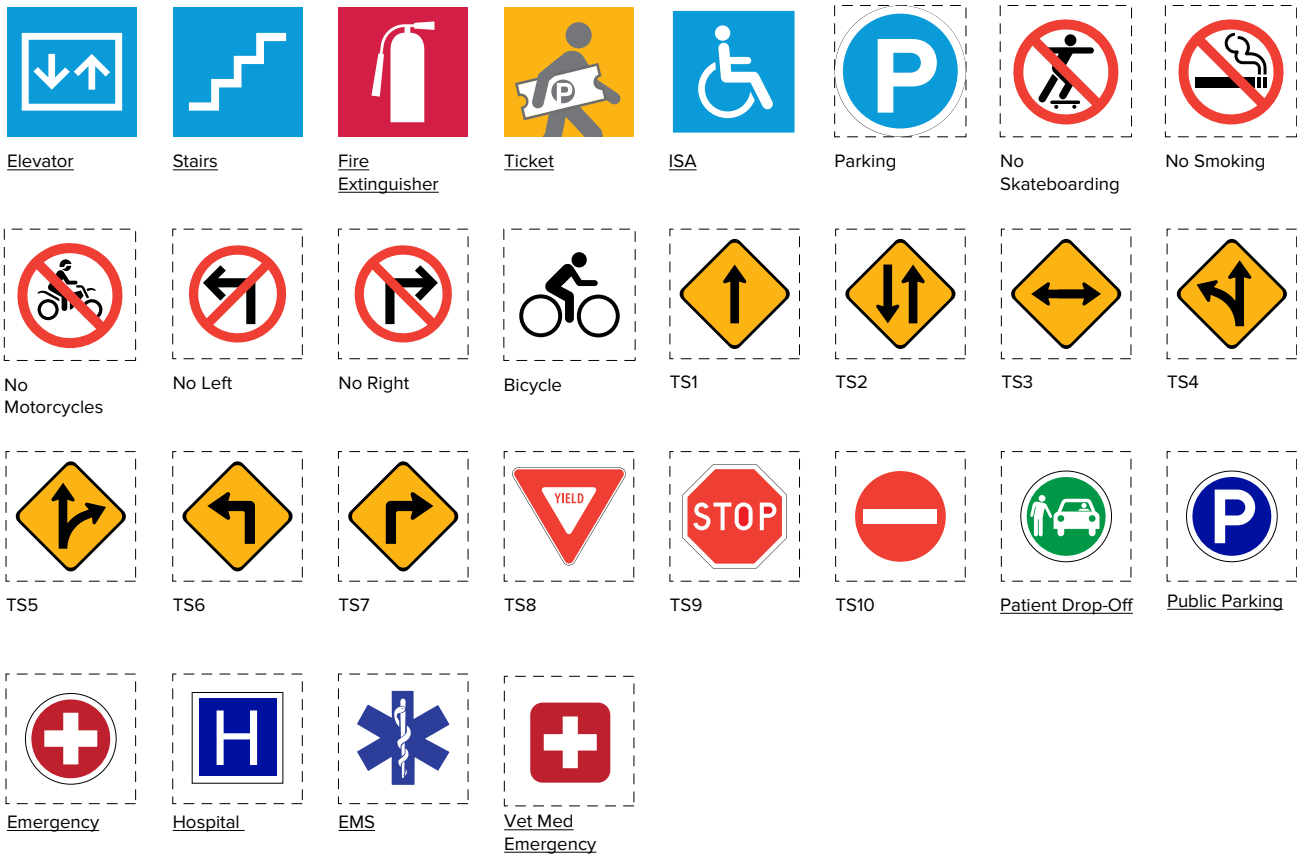 P
P
Elevator
Stairs
Fire
Extinguisher
Ticket
ISA
Parking
No
Skateboarding
No Smoking
No
Motorcycles
No Left
No Right
Bicycle
TS1
TS2
TS3
TS4
YIELD
STOP
P
TS5
TS6
TS7
TS8
TS9
TS10
Patient Drop-Off
Public Parking
H
Emergency
Hospital
EMS
Vet Med
Emergency